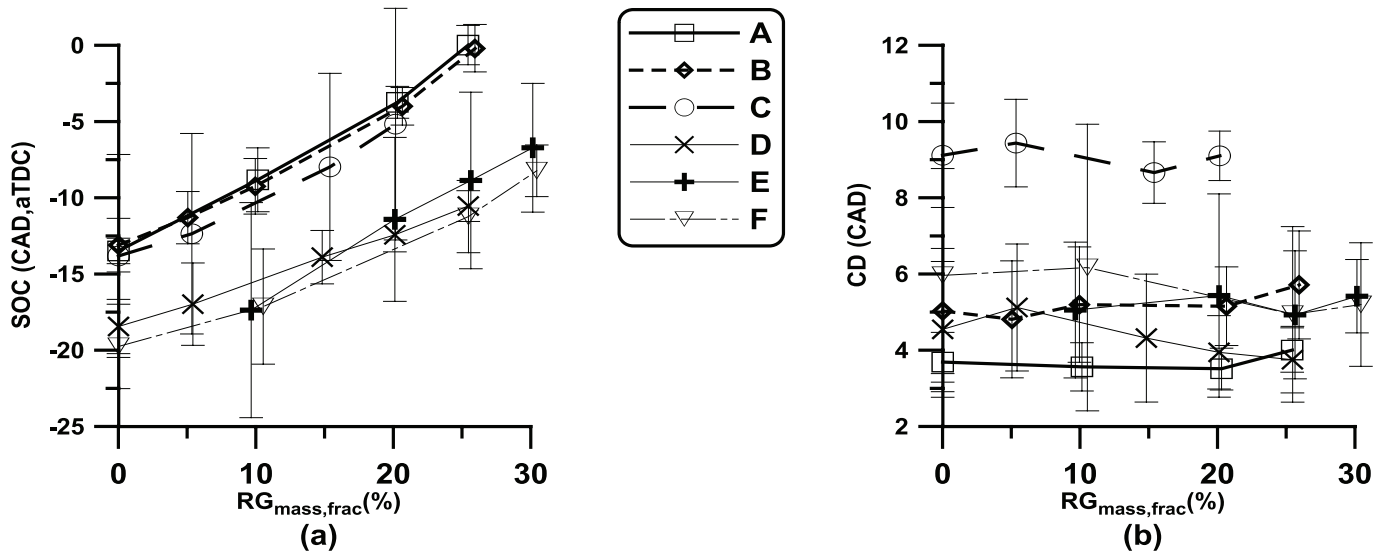 0
-5
-10
-15
-20
-25
SOC (CAD,aTDC)
0 10 20 30
RGmass,frac(%)
(a)
A
B
C
D
E
F
12
10
8
6
4
2
CD (CAD)
0 10 20 30
RGmass,frac(%)
(b)